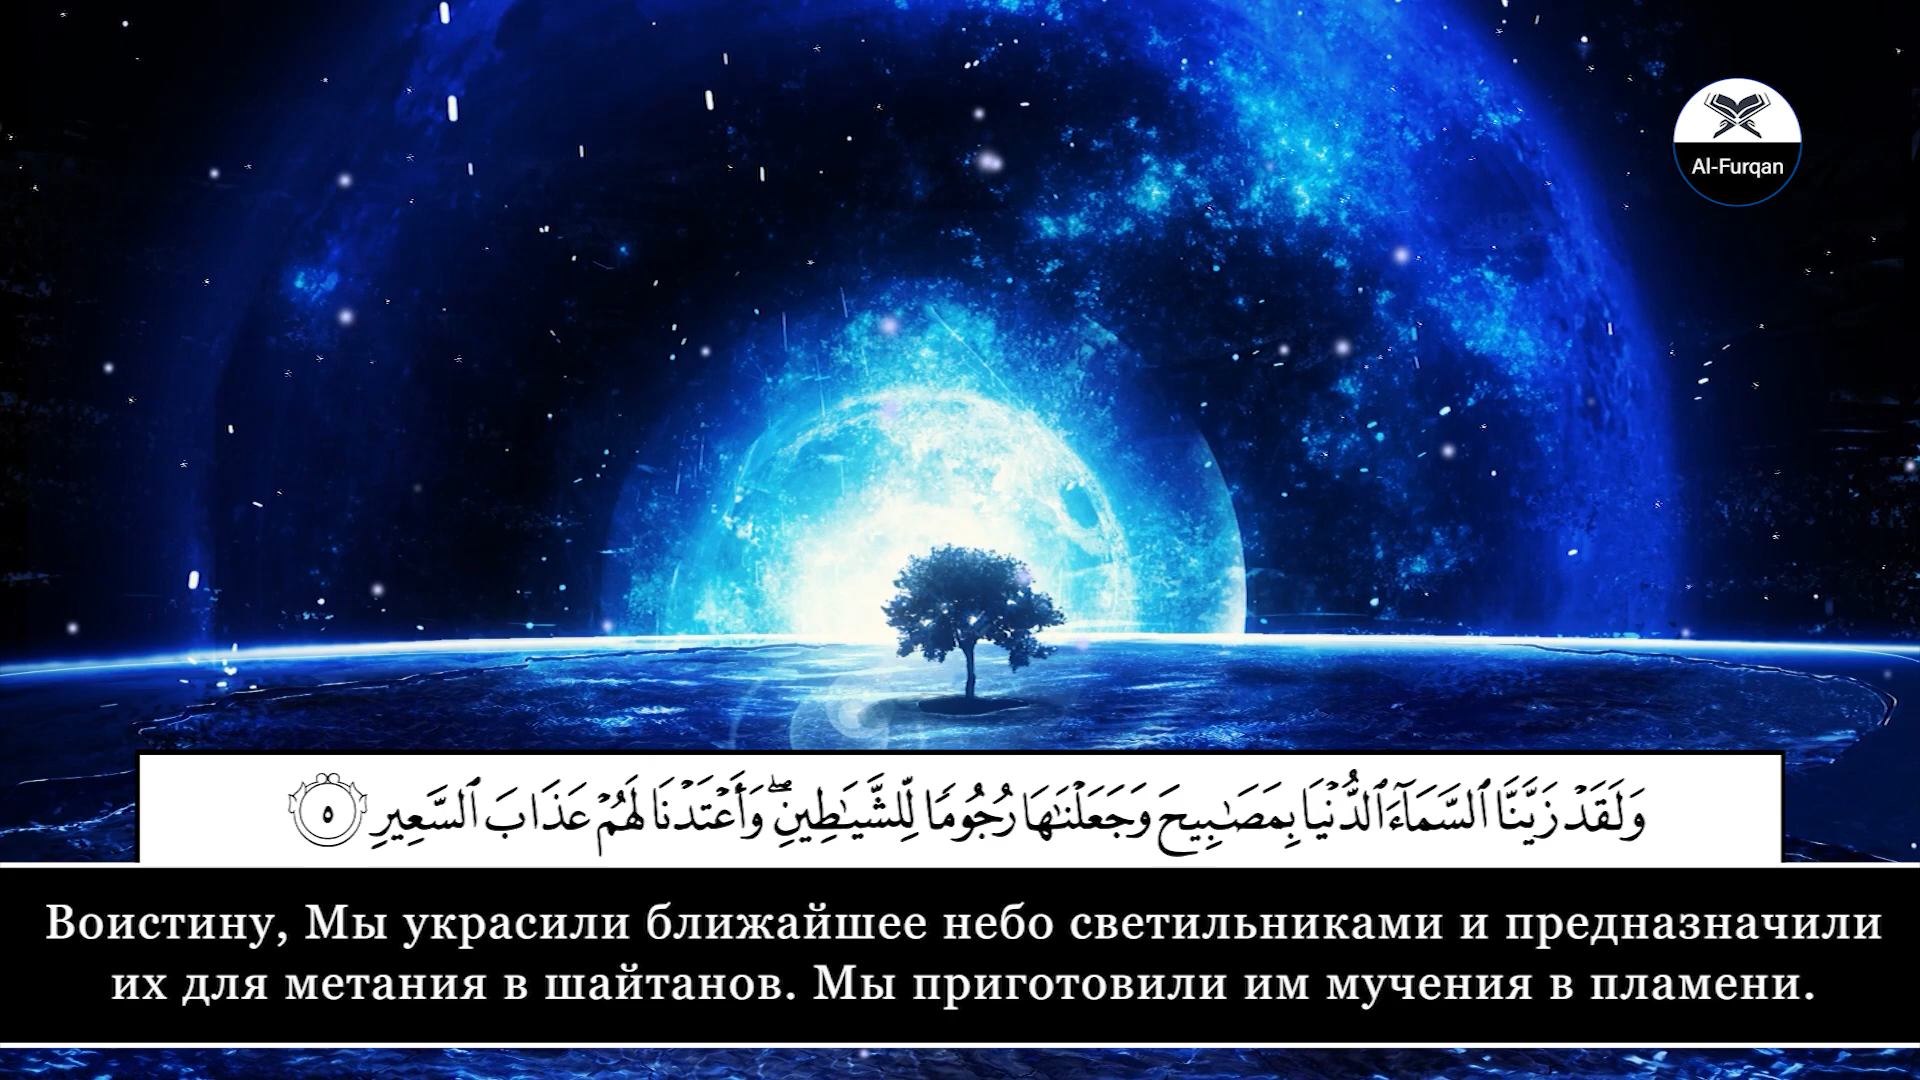 Al-Furqan
وَلَقَدْ زَيَّنَّا ٱلسَّمَآءَ ٱلدُّنْيَا بِمَصَـٰبِيحَ وَجَعَلْنَـٰهَا رُجُومًا لِّلشَّيَـٰطِينِ ۖ وَأَعْتَدْنَا لَهُمْ عَذَابَ ٱلسَّعِيرِ ٥
Воистину, Мы украсили ближайшее небо светильниками и предназначили
их для метания в шайтанов. Мы приготовили им мучения в пламени.